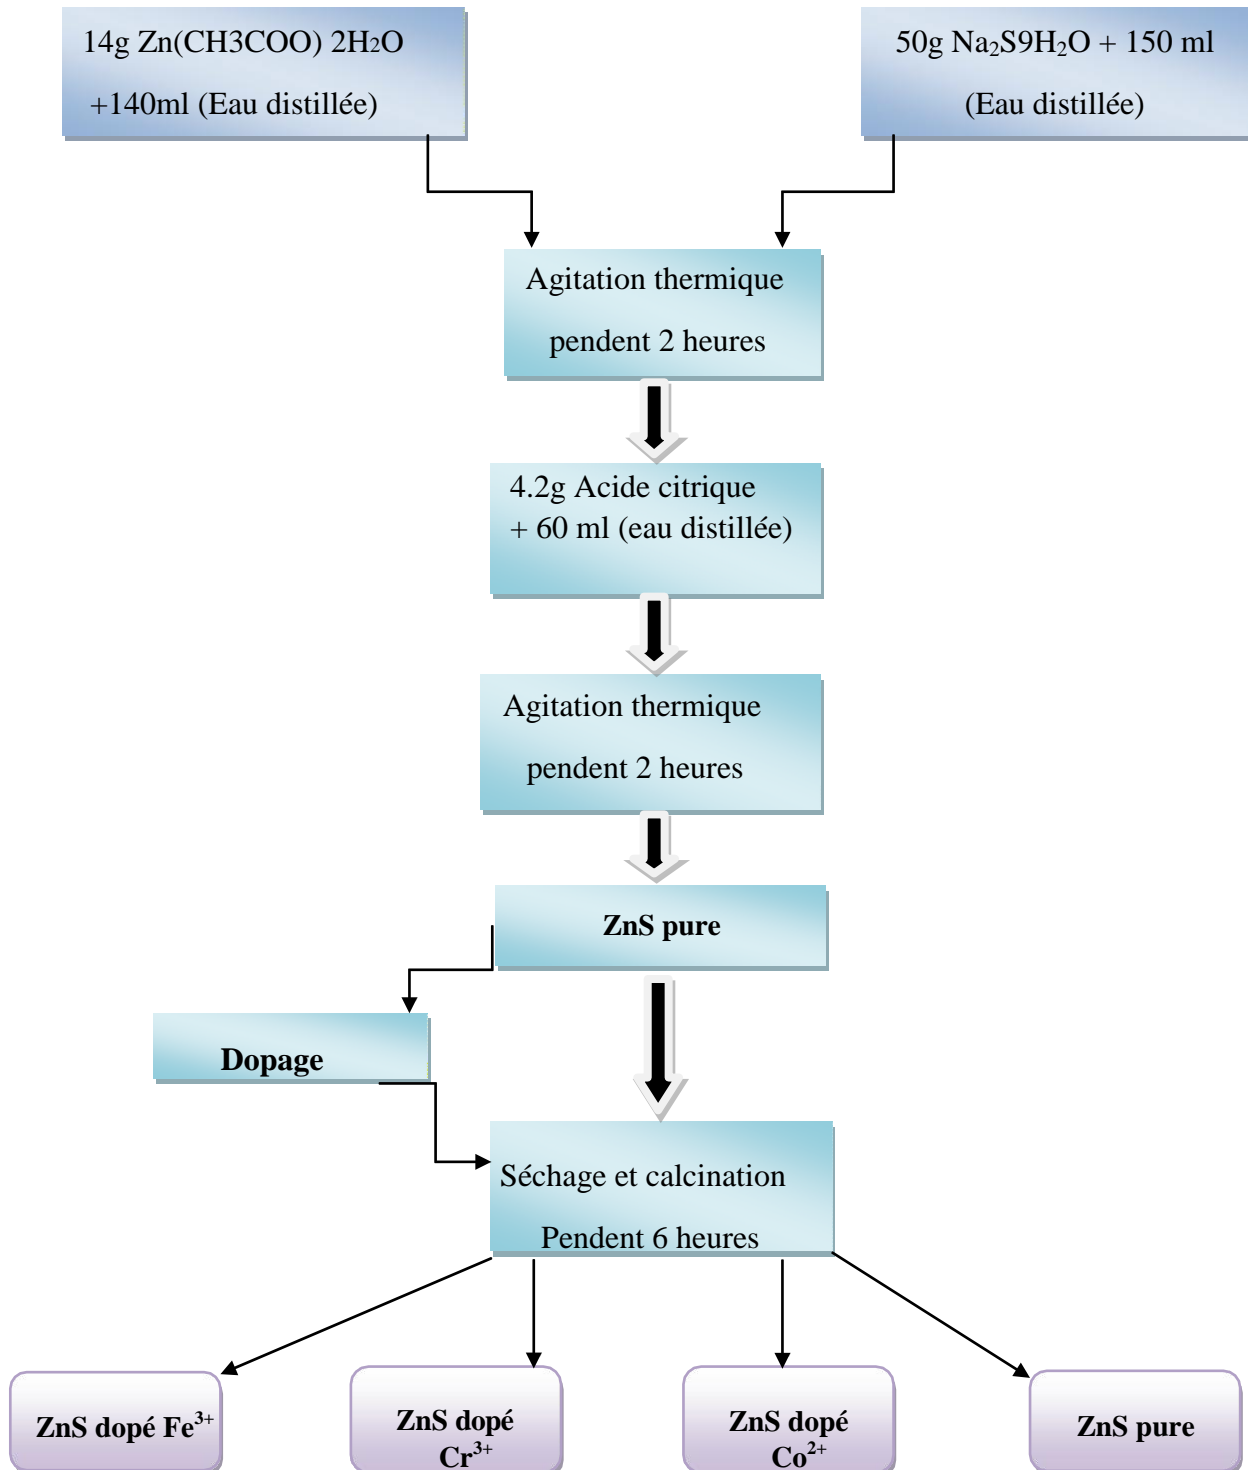 14g Zn(CH3COO) 2H₂O
+140ml (Eau distillée)
50g Na₂S9H₂O + 150 ml
(Eau distillée)
Agitation thermique
pendent 2 heures
4.2g Acide citrique
+ 60 ml (eau distillée)
Agitation thermique
pendent 2 heures
ZnS pure
Dopage
Séchage et calcination
Pendent 6 heures
ZnS dopé Fe³⁺
ZnS dopé
Cr³⁺
ZnS dopé
Co²⁺
ZnS pure